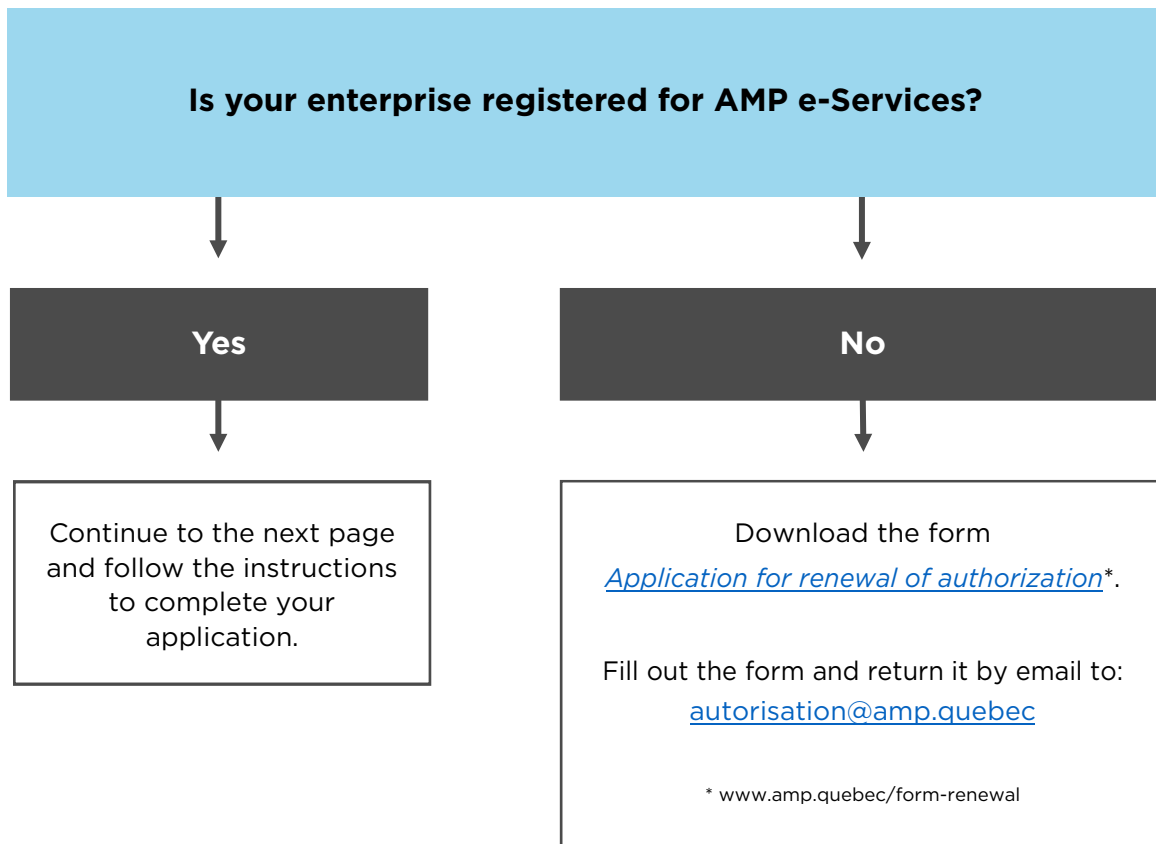 Is your enterprise registered for AMP e-Services?
Yes
Continue to the next page
and follow the instructions
to complete your
application.
No
Download the form
Application for renewal of authorization*.
Fill out the form and return it by email to:
autorisation@amp.quebec
* www.amp.quebec/form-renewal